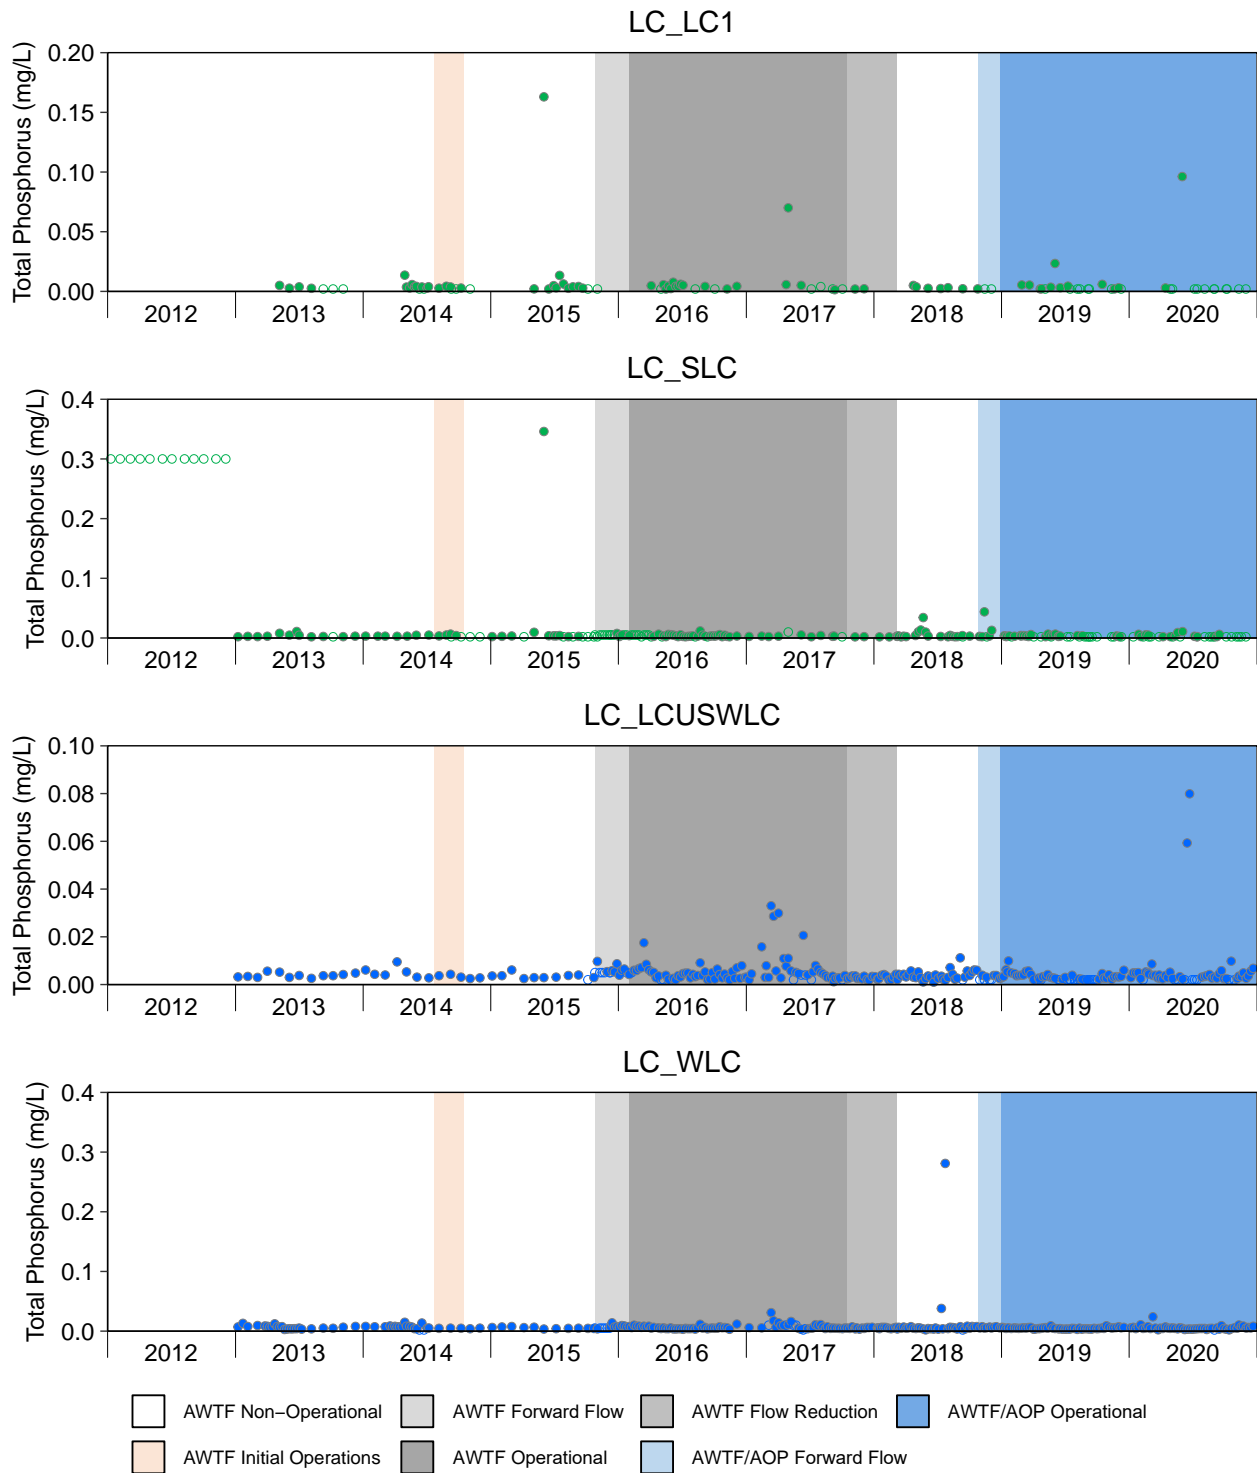 LC_LC1
Total Phosphorus (mg/L)
0.20
0.15
0.10
0.05
0.00
2012 2013 2014 2015 2016 2017 2018 2019 2020
LC_SLC
Total Phosphorus (mg/L)
0.4
0.3
0.2
0.1
0.0
2012 2013 2014 2015 2016 2017 2018 2019 2020
LC_LCUSWLC
Total Phosphorus (mg/L)
0.10
0.08
0.06
0.04
0.02
0.00
2012 2013 2014 2015 2016 2017 2018 2019 2020
LC_WLC
Total Phosphorus (mg/L)
0.4
0.3
0.2
0.1
0.0
2012 2013 2014 2015 2016 2017 2018 2019 2020
AWTF Non−Operational AWTF Forward Flow AWTF Flow Reduction AWTF/AOP Operational
AWTF Initial Operations AWTF Operational AWTF/AOP Forward Flow